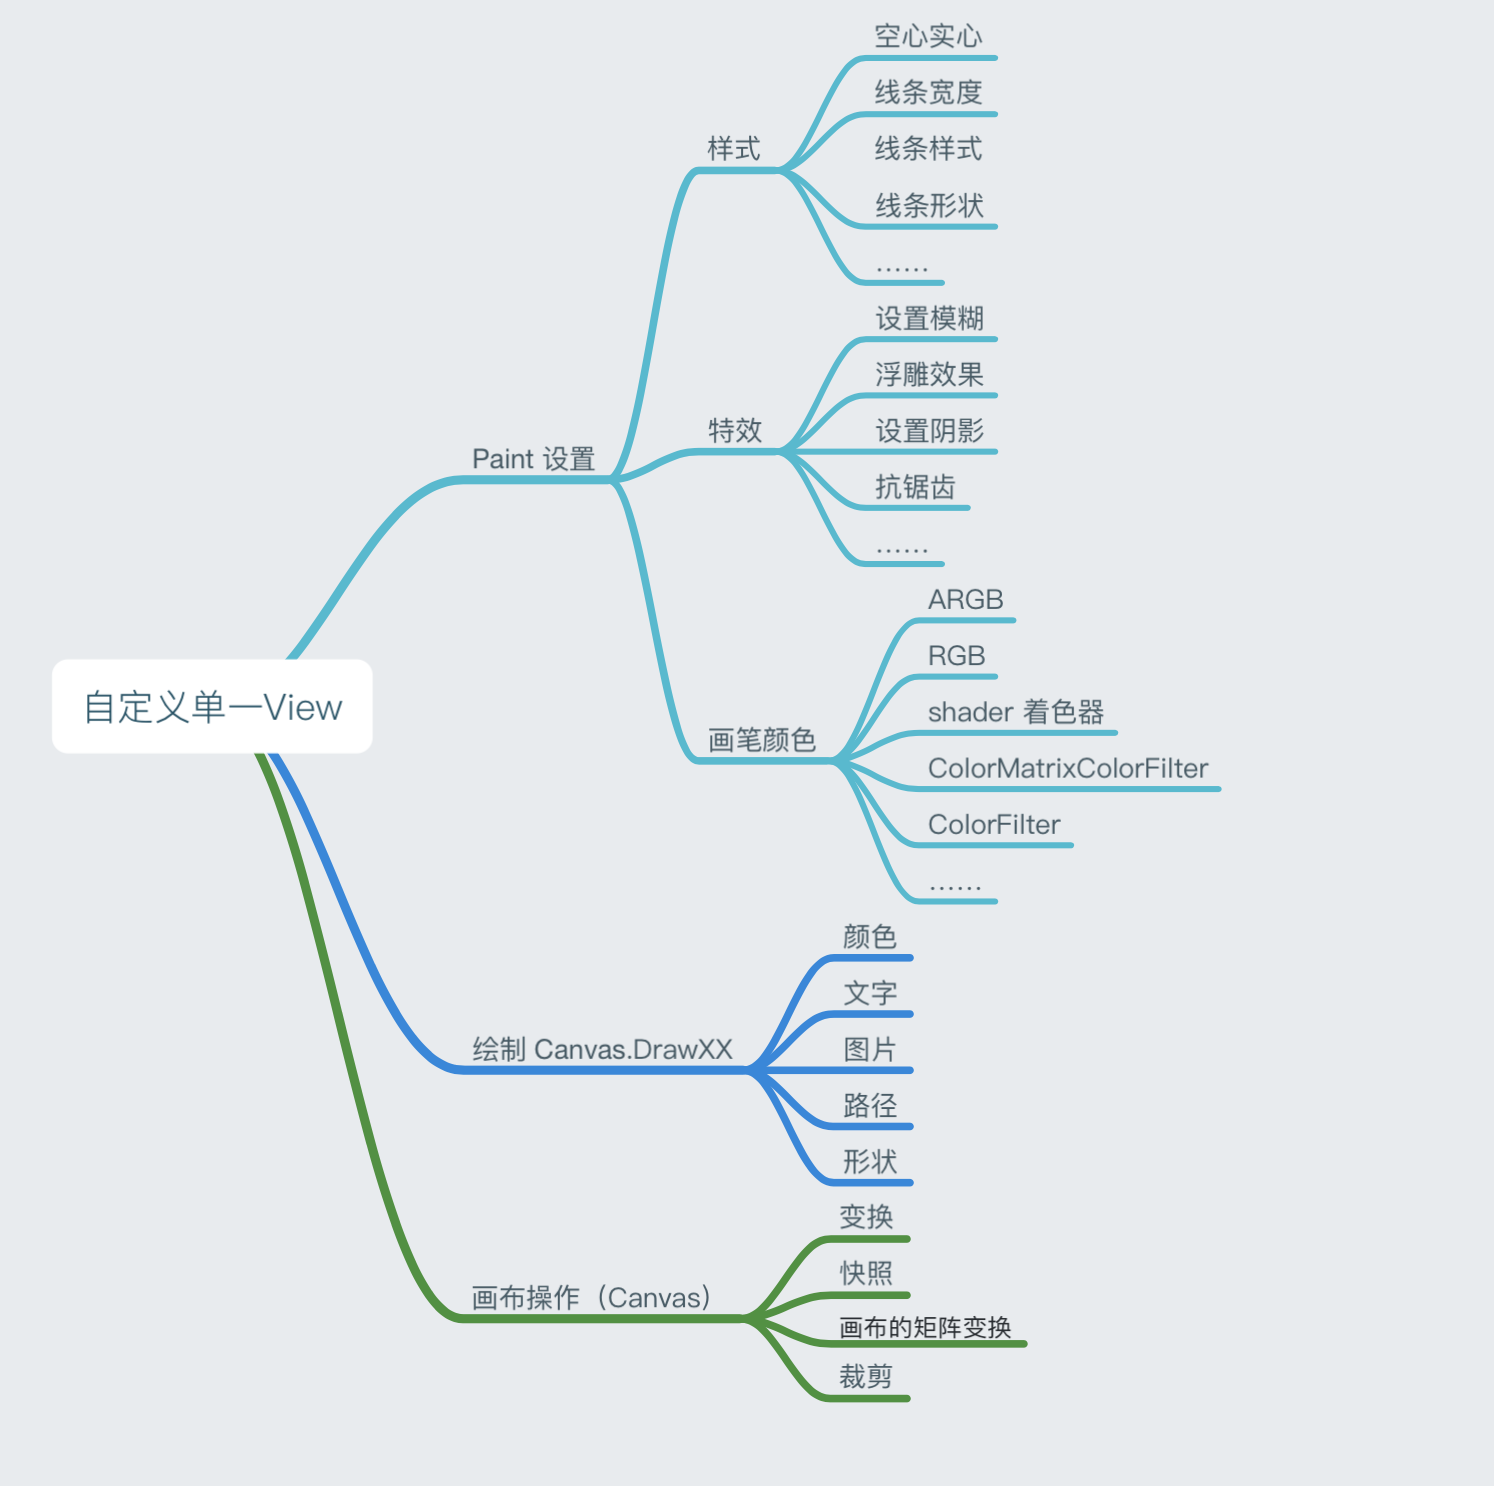 空心实心
线条宽度
样式
线条样式
线条形状
……
设置模糊
浮雕效果
特效
设置阴影
Paint 设置
抗锯齿
……
ARGB
RGB
自定义单一View
shader 着色器
画笔颜色
ColorMatrixColorFilter
ColorFilter
……
颜色
文字
绘制 Canvas.DrawXX
图片
路径
形状
变换
快照
画布操作（Canvas）
画布的矩阵变换
裁剪